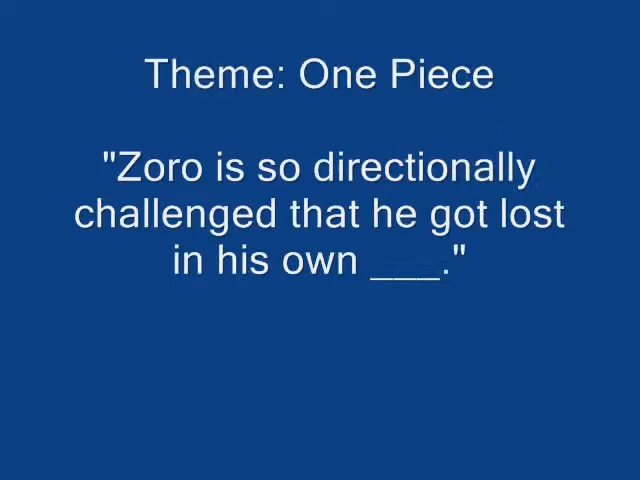 Theme: One Piece
"Zoro is so directionally
challenged that he got lost
in his own ___."